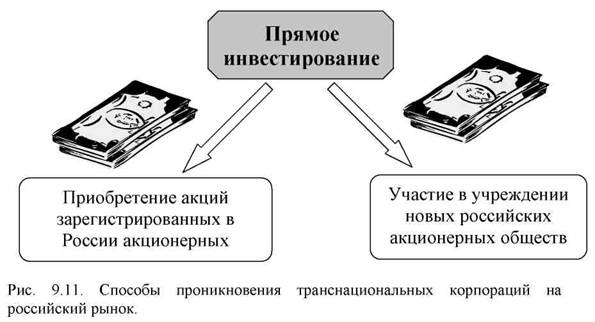 Прямое
инвестирование
Приобретение акций
зарегистрированных в
России акционерных
Участие в учреждении
новых российских
акционерных обществ
Рис. 9.11. Способы проникновения транснациональных корпораций на
российский рынок.